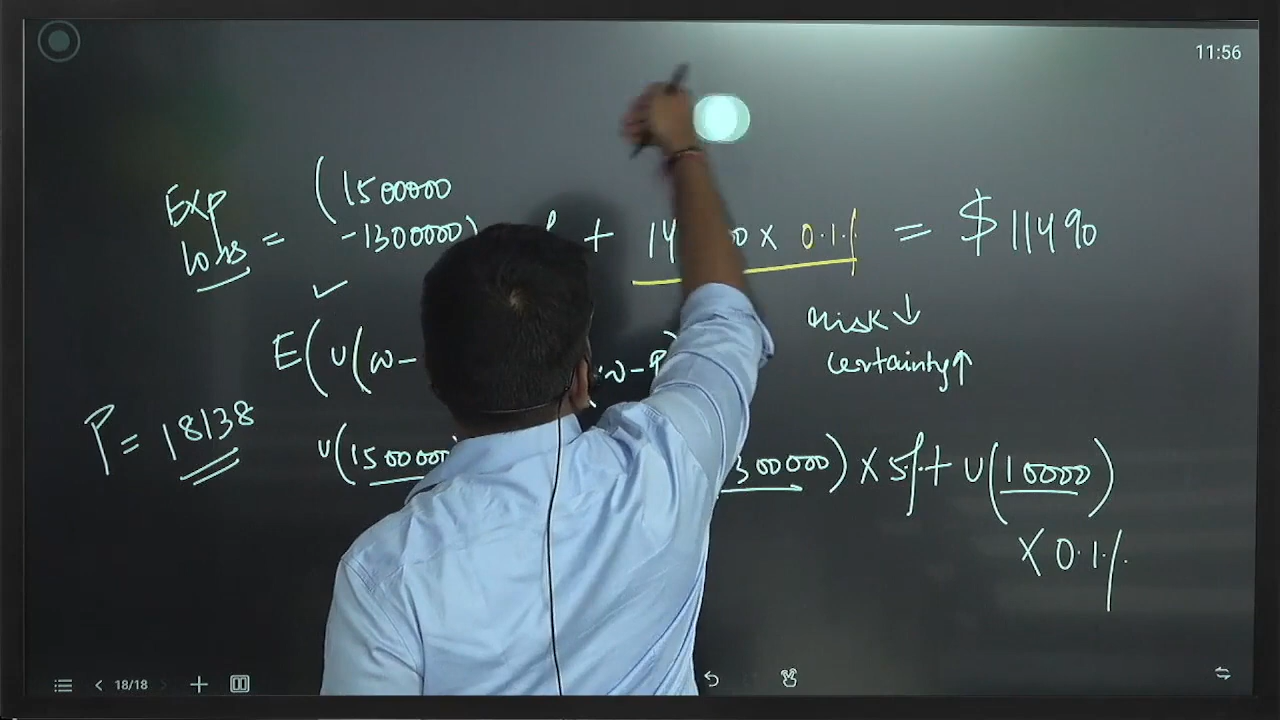 11:56
Exp
loss =
(1500000
-1300000)
+ 14 00 x 0.1% = $11490
E(U(w- w-P)
risk ↓
certainty ↑
P = 18138
U(1500000 300000) x 5% + U(10000)
x 0.1%
18/18